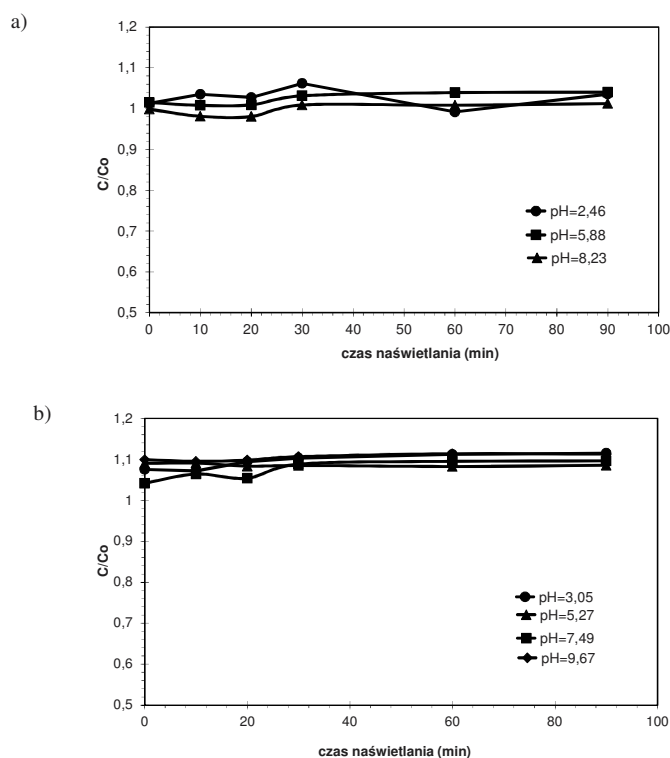 a)
1,2
1,1
1
0,9
0,8
0,7
0,6
0,5
C/Co
pH=2,46
pH=5,88
pH=8,23
0 10 20 30 40 50 60 70 80 90 100
czas naświetlania (min)
b)
1,2
1,1
1
0,9
0,8
0,7
0,6
0,5
C/Co
pH=3,05
pH=5,27
pH=7,49
pH=9,67
0 20 40 60 80 100
czas naświetlania (min)